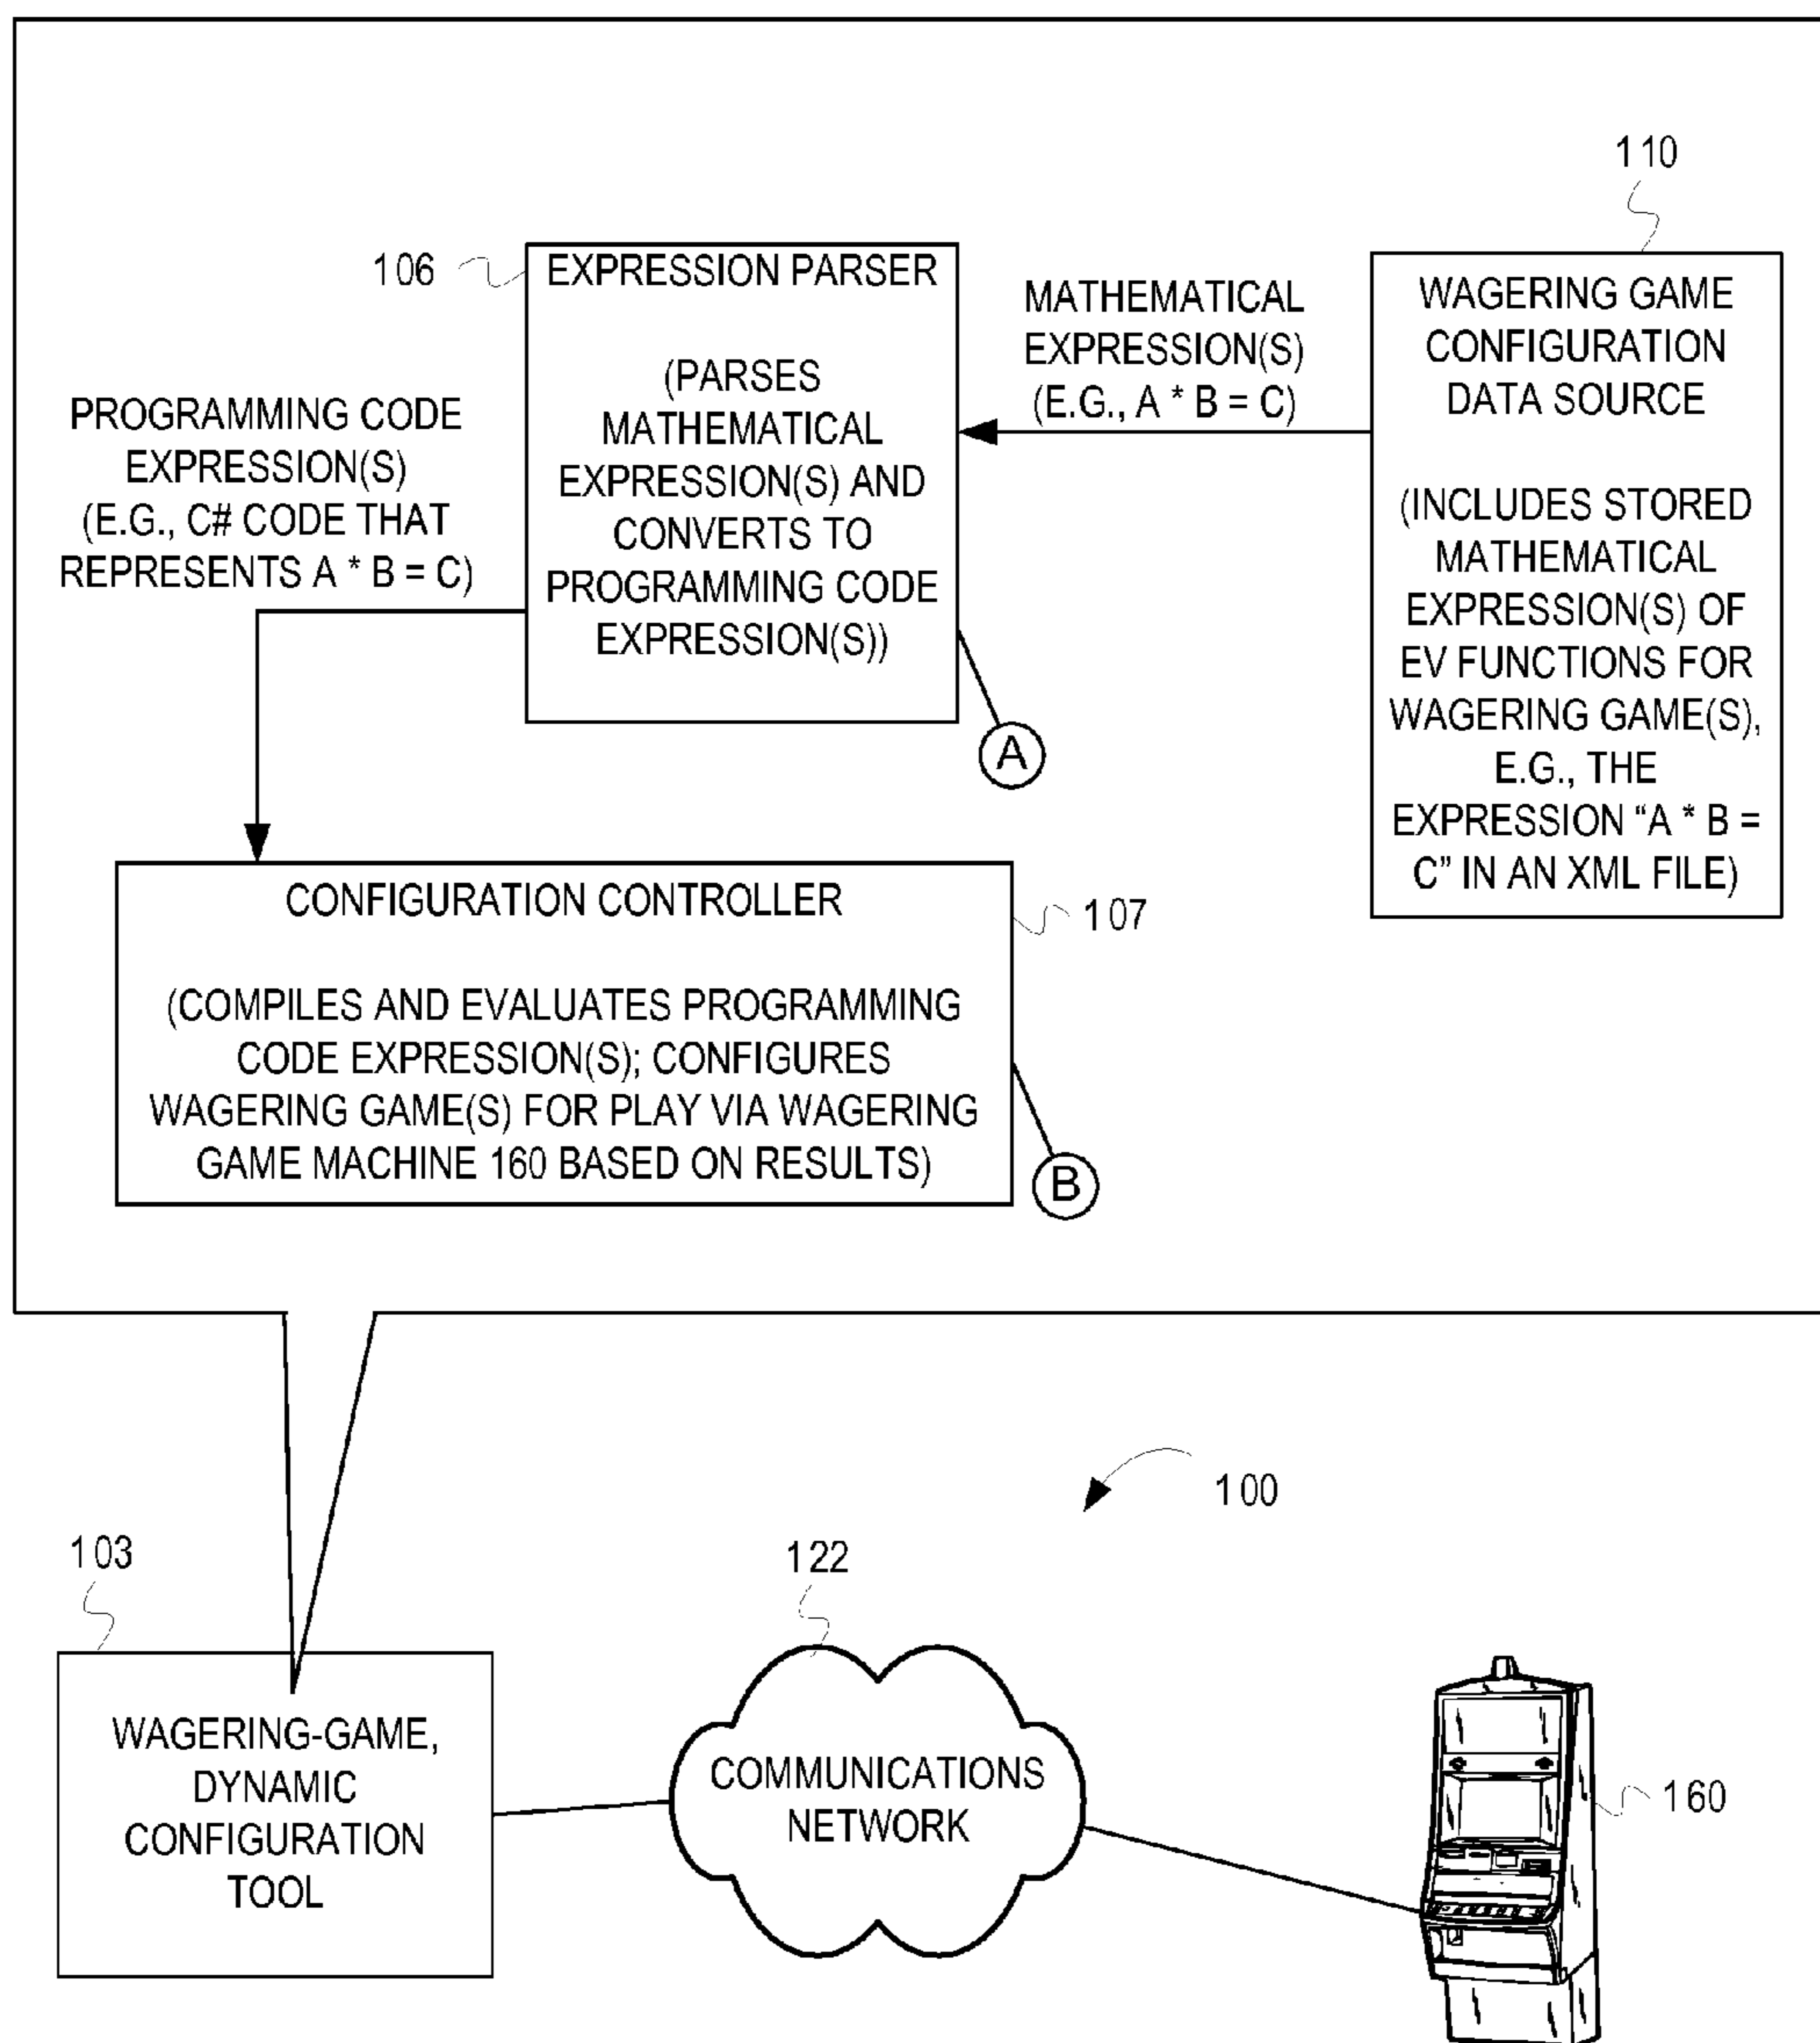 110
106
EXPRESSION PARSER
(PARSES
MATHEMATICAL
EXPRESSION(S) AND
CONVERTS TO
PROGRAMMING CODE
EXPRESSION(S))
MATHEMATICAL
EXPRESSION(S)
(E.G., A * B = C)
WAGERING GAME
CONFIGURATION
DATA SOURCE
(INCLUDES STORED
MATHEMATICAL
EXPRESSION(S) OF
EV FUNCTIONS FOR
WAGERING GAME(S),
E.G., THE
EXPRESSION “A * B =
C” IN AN XML FILE)
PROGRAMMING CODE
EXPRESSION(S)
(E.G., C# CODE THAT
REPRESENTS A * B = C)
A
CONFIGURATION CONTROLLER
(COMPILES AND EVALUATES PROGRAMMING
CODE EXPRESSION(S); CONFIGURES
WAGERING GAME(S) FOR PLAY VIA WAGERING
GAME MACHINE 160 BASED ON RESULTS)
107
B
100
103
122
WAGERING-GAME,
DYNAMIC
CONFIGURATION
TOOL
COMMUNICATIONS
NETWORK
160